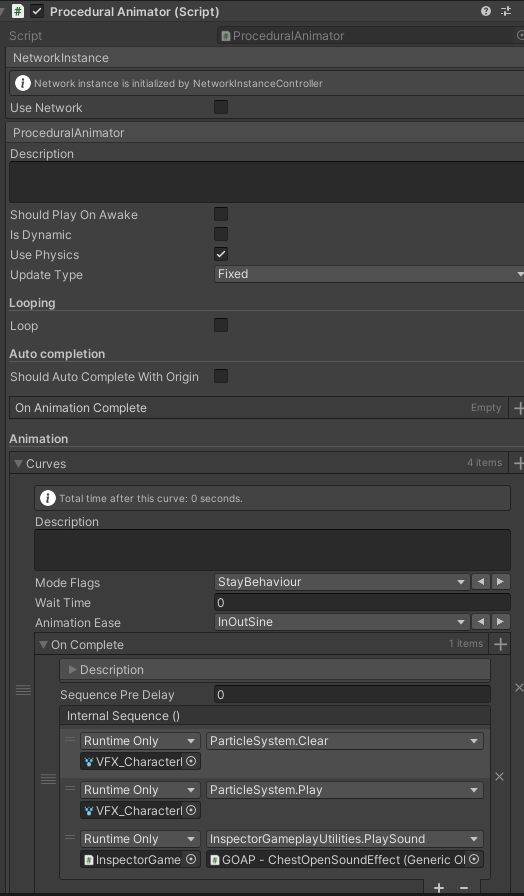 Procedural Animator (Script)
Script ProceduralAnimator
NetworkInstance
Network instance is initialized by NetworkInstanceController
Use Network
ProceduralAnimator
Description
Should Play On Awake
Is Dynamic
Use Physics
Update Type Fixed
Looping
Loop
Auto completion
Should Auto Complete With Origin
On Animation Complete Empty
Animation
Curves 4 items
Total time after this curve: 0 seconds.
Description
Mode Flags StayBehaviour
Wait Time 0
Animation Ease InOutSine
On Complete 1 items
Description
Sequence Pre Delay 0
Internal Sequence ()
Runtime Only ParticleSystem.Clear
VFX_Character
Runtime Only ParticleSystem.Play
VFX_Character
Runtime Only InspectorGameplayUtilities.PlaySound
InspectorGame GOAP - ChestOpenSoundEffect (Generic Ol